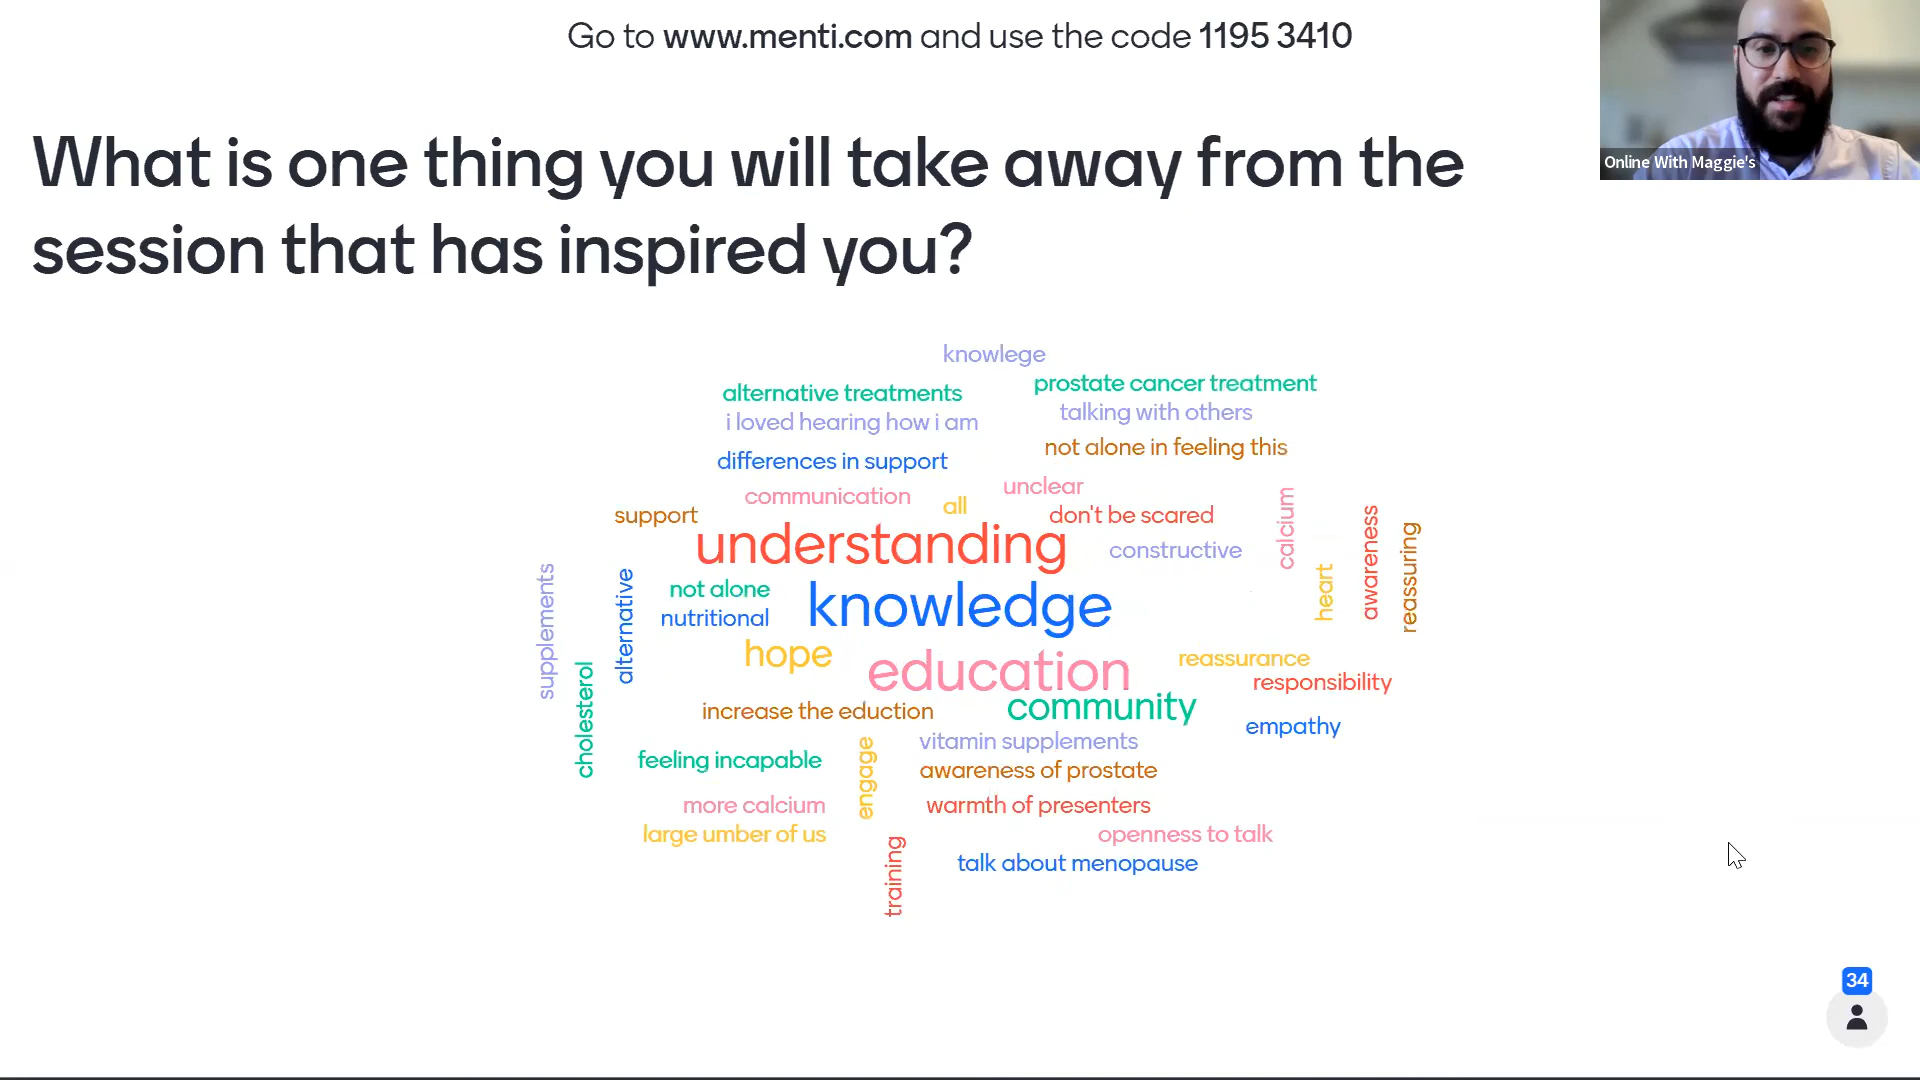 Go to www.menti.com and use the code 1195 3410
Online With Maggie's
What is one thing you will take away from the
session that has inspired you?
knowlege
alternative treatments
prostate cancer treatment
i loved hearing how i am
talking with others
differences in support
not alone in feeling this
communication
all
unclear
support
don't be scared
understanding
constructive
calcium
heart
awareness
reassuring
supplements
cholesterol
alternative
not alone
nutritional
knowledge
hope
education
reassurance
responsibility
increase the eduction
community
empathy
feeling incapable
engage
vitamin supplements
awareness of prostate
more calcium
warmth of presenters
large umber of us
openness to talk
training
talk about menopause
34